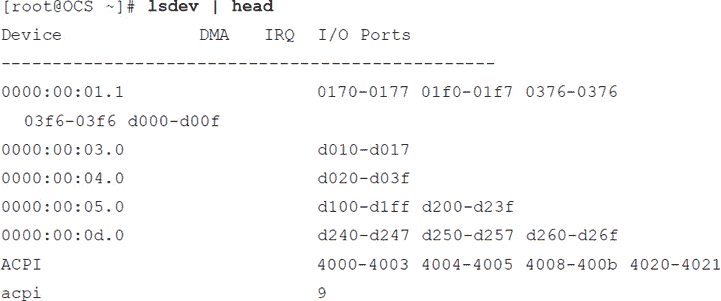 [root@OCS ~]# lsdev | head
Device DMA IRQ I/O Ports
------------------------------------------------
0000:00:01.1 0170-0177 01f0-01f7 0376-0376
03f6-03f6 d000-d00f
0000:00:03.0 d010-d017
0000:00:04.0 d020-d03f
0000:00:05.0 d100-d1ff d200-d23f
0000:00:0d.0 d240-d247 d250-d257 d260-d26f
ACPI 4000-4003 4004-4005 4008-400b 4020-4021
acpi 9